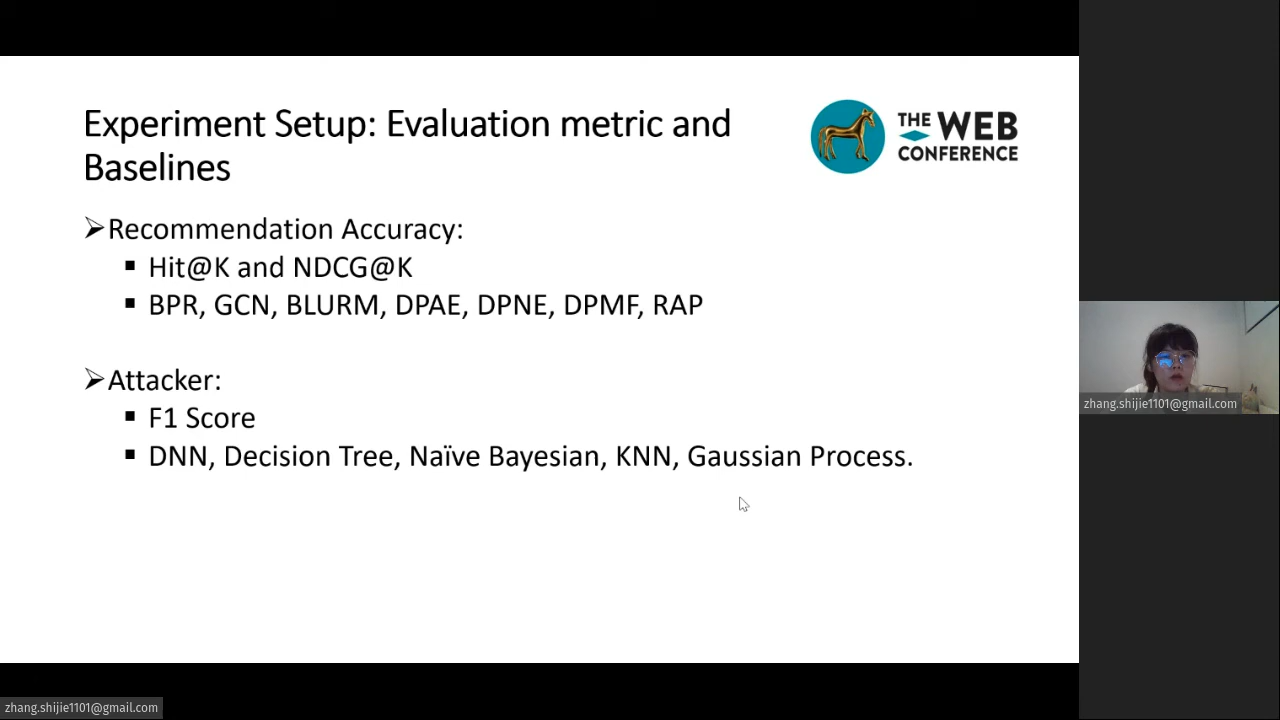 Experiment Setup: Evaluation metric and
Baselines
THE WEB
CONFERENCE
➢Recommendation Accuracy:
▪ Hit@K and NDCG@K
▪ BPR, GCN, BLURM, DPAE, DPNE, DPMF, RAP
➢Attacker:
▪ F1 Score
▪ DNN, Decision Tree, Naïve Bayesian, KNN, Gaussian Process.
zhang.shijie1101@gmail.com
zhang.shijie1101@gmail.com